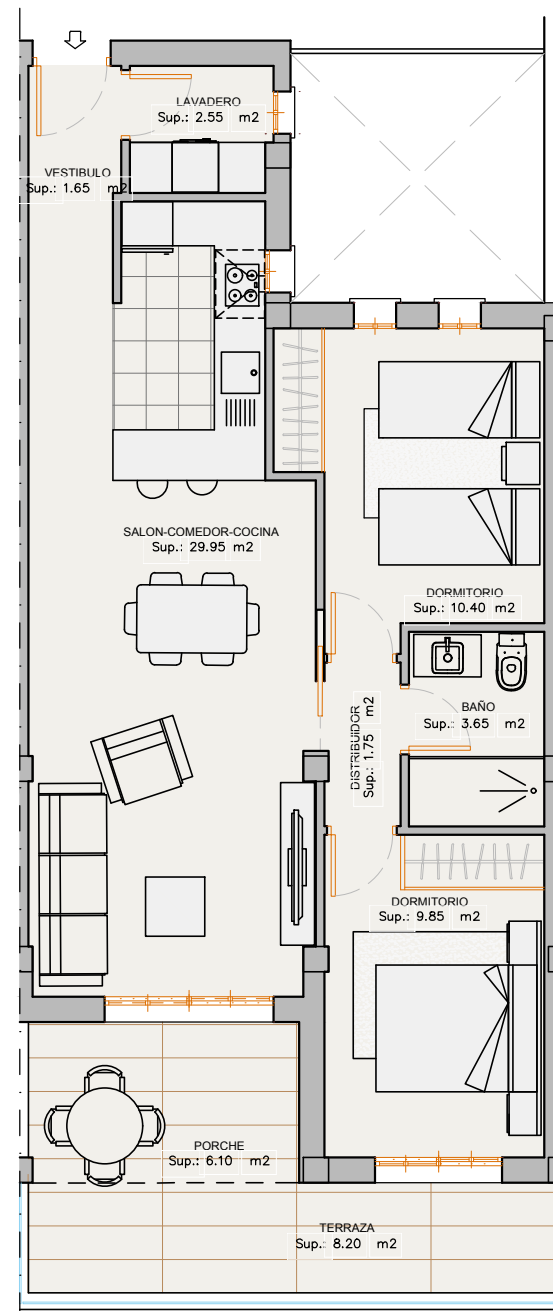 LAVADERO
Sup.: 2.55 m2
VESTIBULO
Sup.: 1.65 m2
SALON-COMEDOR-COCINA
Sup.: 29.95 m2
DORMITORIO
Sup.: 10.40 m2
BAÑO
Sup.: 3.65 m2
DISTRIBUIDOR
Sup.: 1.75 m2
DORMITORIO
Sup.: 9.85 m2
PORCHE
Sup.: 6.10 m2
TERRAZA
Sup.: 8.20 m2